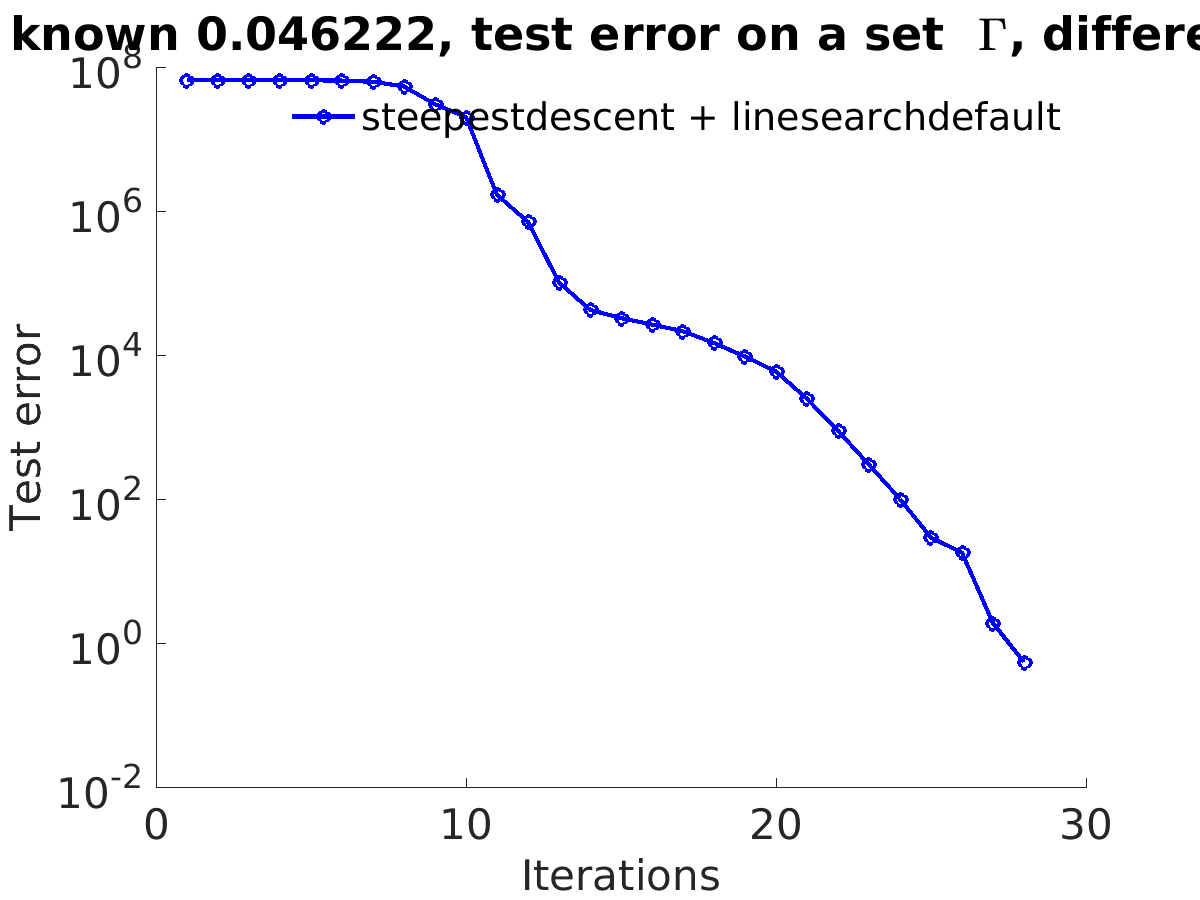 known 0.046222, test error on a set Γ, differe
10^8
steepestdescent + linesearchdefault
10^6
10^4
10^2
10^0
10^-2
Test error
0 10 20 30
Iterations